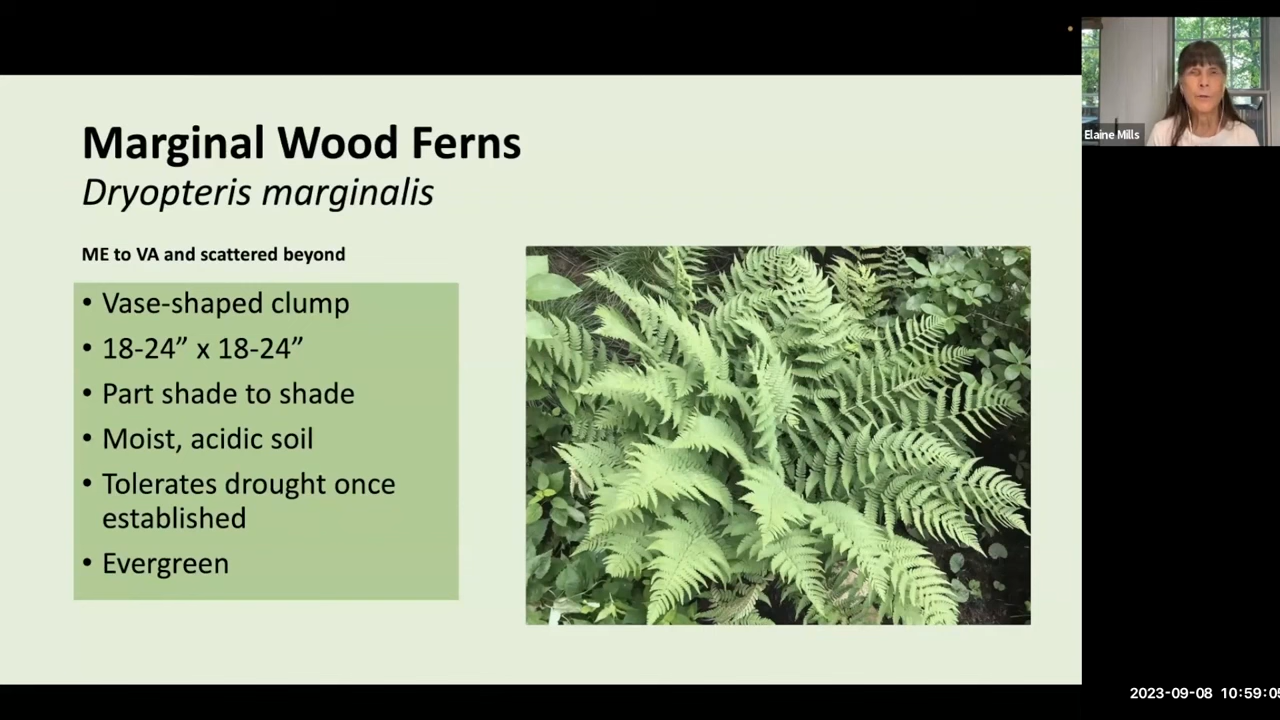 Marginal Wood Ferns
Dryopteris marginalis
ME to VA and scattered beyond
• Vase-shaped clump
• 18-24” x 18-24”
• Part shade to shade
• Moist, acidic soil
• Tolerates drought once
established
• Evergreen
Elaine Mills
2023-09-08 10:59:05